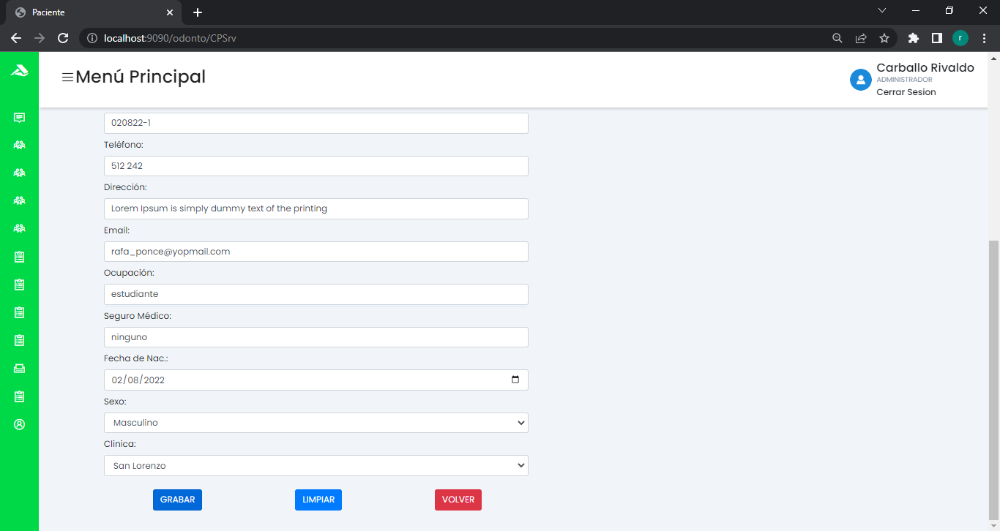 Paciente
localhost:9090/odonto/CPSrv
r
Menú Principal
Carballo Rivaldo
ADMINISTRADOR
Cerrar Sesion
020822-1
Teléfono:
512 242
Dirección:
Lorem Ipsum is simply dummy text of the printing
Email:
rafa_ponce@yopmail.com
Ocupación:
estudiante
Seguro Médico:
ninguno
Fecha de Nac.:
02/08/2022
Sexo:
Masculino
Clinica:
San Lorenzo
GRABAR
LIMPIAR
VOLVER